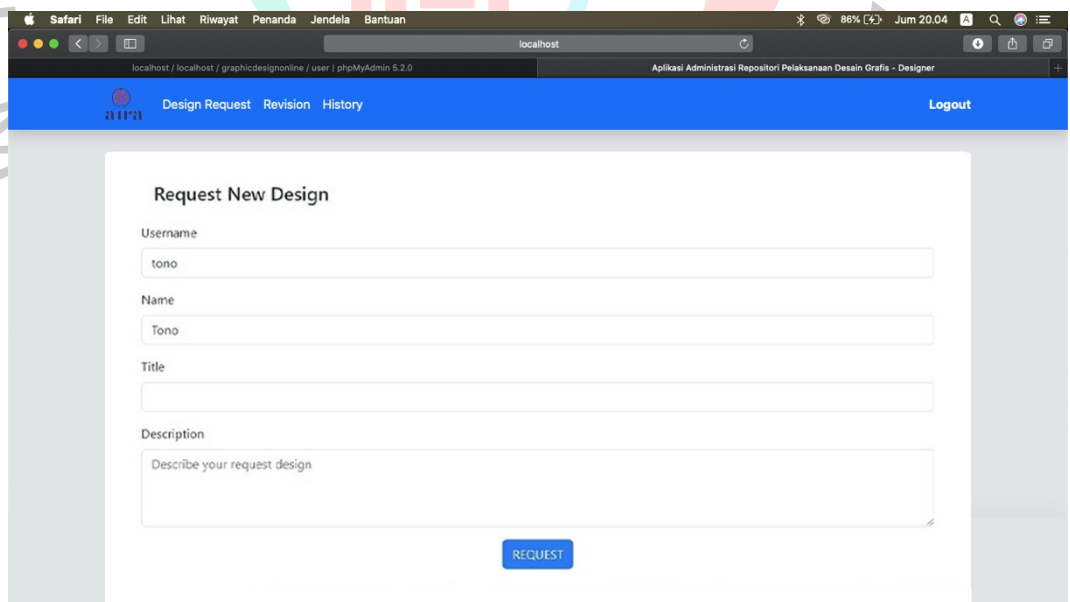 Safari File Edit Lihat Riwayat Penanda Jendela Bantuan 86% Jum 20.04 A
localhost
localhost / localhost / graphicdesignonline / user | phpMyAdmin 5.2.0 Aplikasi Administrasi Repositori Pelaksanaan Desain Grafis - Designer
aira Design Request Revision History Logout
Request New Design
Username
tono
Name
Tono
Title
Description
Describe your request design
REQUEST